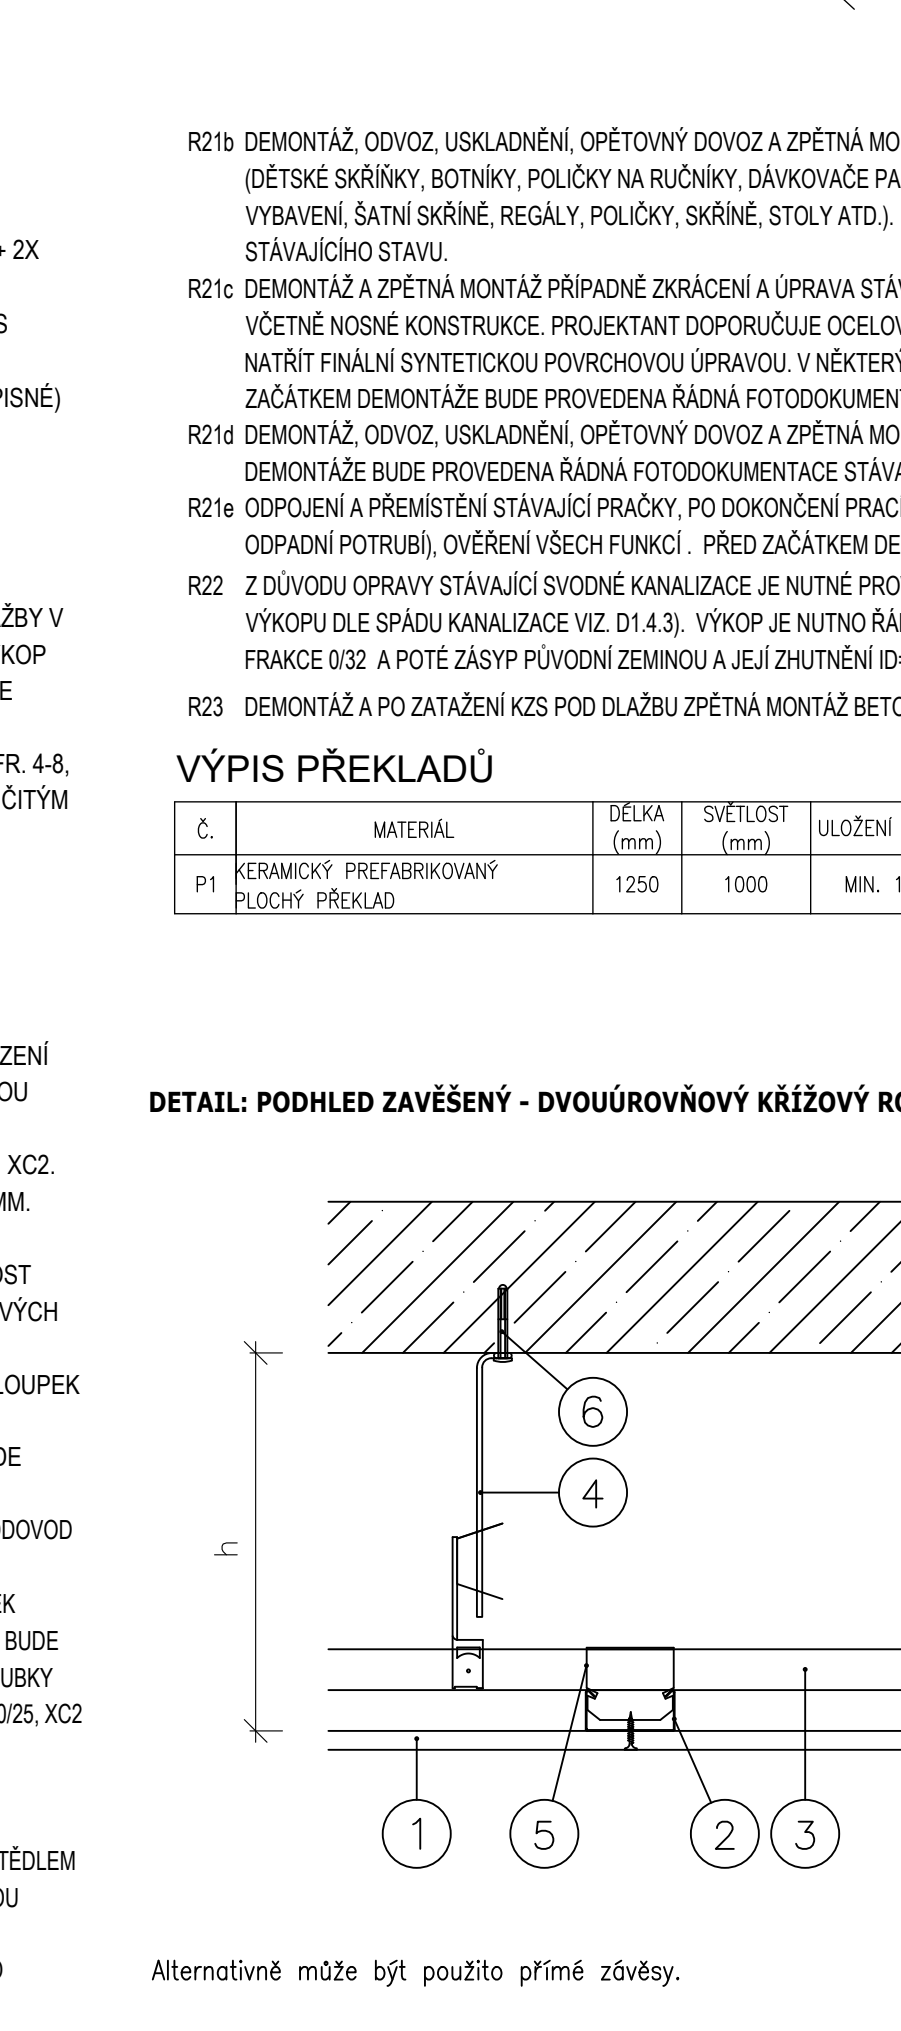 + 2X
S
PISNÉ)
AŽBY V
KOP
E
FR. 4-8,
ČITÝM
ZENÍ
OU
XC2.
MM.
OST
OVÝCH
LOUPEK
DE
ODOVOD
EK
BUDE
OUBKY
0/25, XC2
TĚDLEM
OU
O
R21b DEMONTÁŽ, ODVOZ, USKLADNĚNÍ, OPĚTOVNÝ DOVOZ A ZPĚTNÁ MO
(DĚTSKÉ SKŘÍŇKY, BOTNÍKY, POLIČKY NA RUČNÍKY, DÁVKOVAČE PA
VYBAVENÍ, ŠATNÍ SKŘÍNĚ, REGÁLY, POLIČKY, SKŘÍNĚ, STOLY ATD.).
STÁVAJÍCÍHO STAVU.
R21c DEMONTÁŽ A ZPĚTNÁ MONTÁŽ PŘÍPADNĚ ZKRÁCENÍ A ÚPRAVA STÁV
VČETNĚ NOSNÉ KONSTRUKCE. PROJEKTANT DOPORUČUJE OCELOV
NATŘÍT FINÁLNÍ SYNTETICKOU POVRCHOVOU ÚPRAVOU. V NĚKTERÝ
ZAČÁTKEM DEMONTÁŽE BUDE PROVEDENA ŘÁDNÁ FOTODOKUMENT
R21d DEMONTÁŽ, ODVOZ, USKLADNĚNÍ, OPĚTOVNÝ DOVOZ A ZPĚTNÁ MO
DEMONTÁŽE BUDE PROVEDENA ŘÁDNÁ FOTODOKUMENTACE STÁVA
R21e ODPOJENÍ A PŘEMÍSTĚNÍ STÁVAJÍCÍ PRAČKY, PO DOKONČENÍ PRACÍ
ODPADNÍ POTRUBÍ), OVĚŘENÍ VŠECH FUNKCÍ . PŘED ZAČÁTKEM DE
R22 Z DŮVODU OPRAVY STÁVAJÍCÍ SVODNÉ KANALIZACE JE NUTNÉ PRO
VÝKOPU DLE SPÁDU KANALIZACE VIZ. D1.4.3). VÝKOP JE NUTNO ŘÁ
FRAKCE 0/32 A POTÉ ZÁSYP PŮVODNÍ ZEMINOU A JEJÍ ZHUTNĚNÍ ID=
R23 DEMONTÁŽ A PO ZATAŽENÍ KZS POD DLAŽBU ZPĚTNÁ MONTÁŽ BETO
VÝPIS PŘEKLADŮ
Č. MATERIÁL DÉLKA (mm) SVĚTLOST (mm) ULOŽENÍ
P1 KERAMICKÝ PREFABRIKOVANÝ PLOCHÝ PŘEKLAD 1250 1000 MIN. 1
DETAIL: PODHLED ZAVĚŠENÝ - DVOUÚROVŇOVÝ KŘÍŽOVÝ RO
6
4
h
1 5 2 3
Alternativně může být použito přímé závěsy.